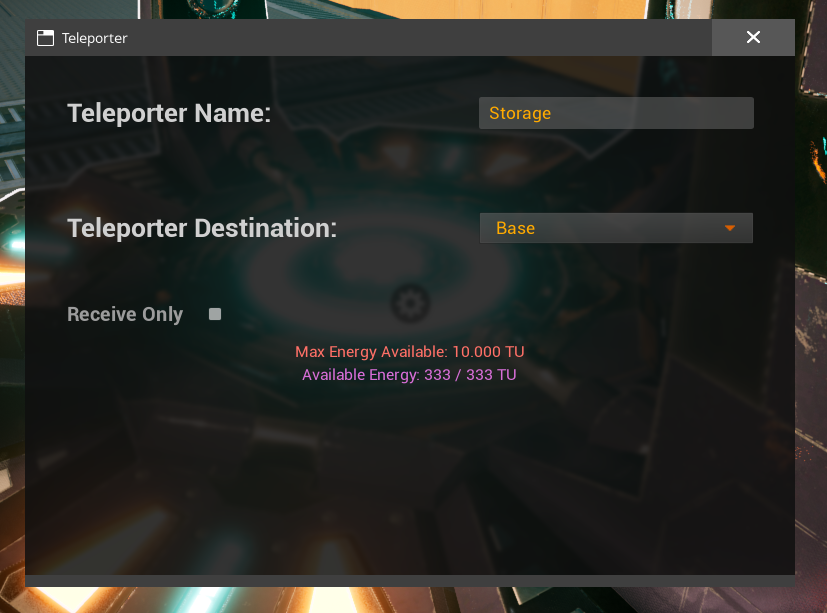 Teleporter
Teleporter Name: Storage
Teleporter Destination: Base
Receive Only
Max Energy Available: 10.000 TU
Available Energy: 333 / 333 TU